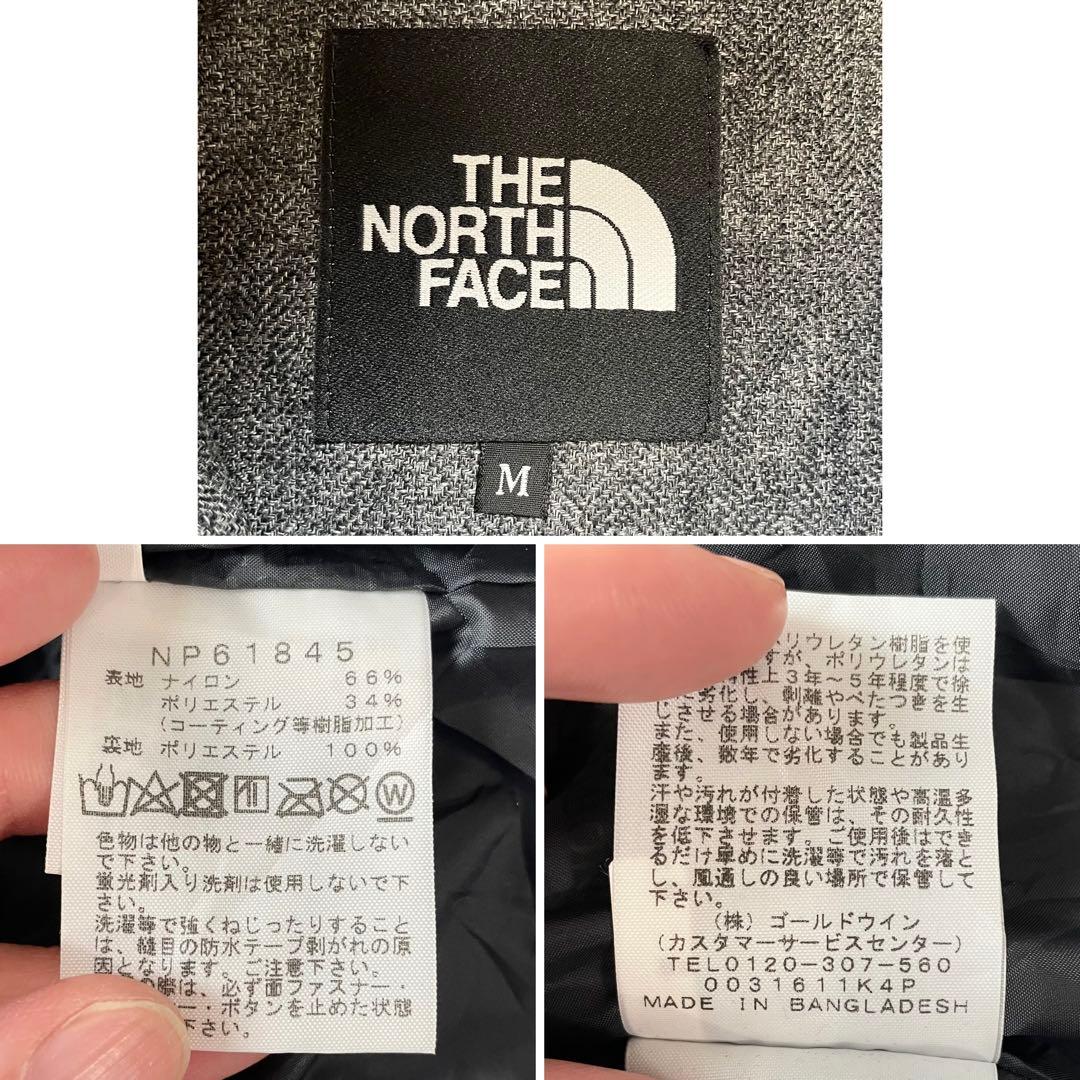 THE
NORTH
FACE
M
NP61845
表地 ナイロン 66%
ポリエステル 34%
(コーティング等樹脂加工)
裏地 ポリエステル 100%
W
色物は他の物と一緒に洗濯しない
で下さい。
蛍光剤入り洗剤は使用しないで下
さい。
洗濯等で強くねじったりすること
は、縫目の防水テープ剥がれの原
因となります。ご注意下さい。
の際は、必ず面ファスナー・
ー・ボタンを止めた状態
下さい。
リウレタン樹脂を使
すが、ポリウレタンは
性上3年～5年程度で徐
劣化し、剥離やべたつきを生
じさせる場合があります。
また、使用しない場合でも製品生
産後、数年で劣化することがあり
ます。
汗や汚れが付着した状態や高温多
湿な環境での保管は、その耐久性
を低下させます。ご使用後はでき
るだけ早めに洗濯等で汚れを落と
し、風通しの良い場所で保管して
下さい。
(株) ゴールドウイン
(カスタマーサービスセンター)
TEL0120-307-560
0031611K4P
MADE IN BANGLADESH